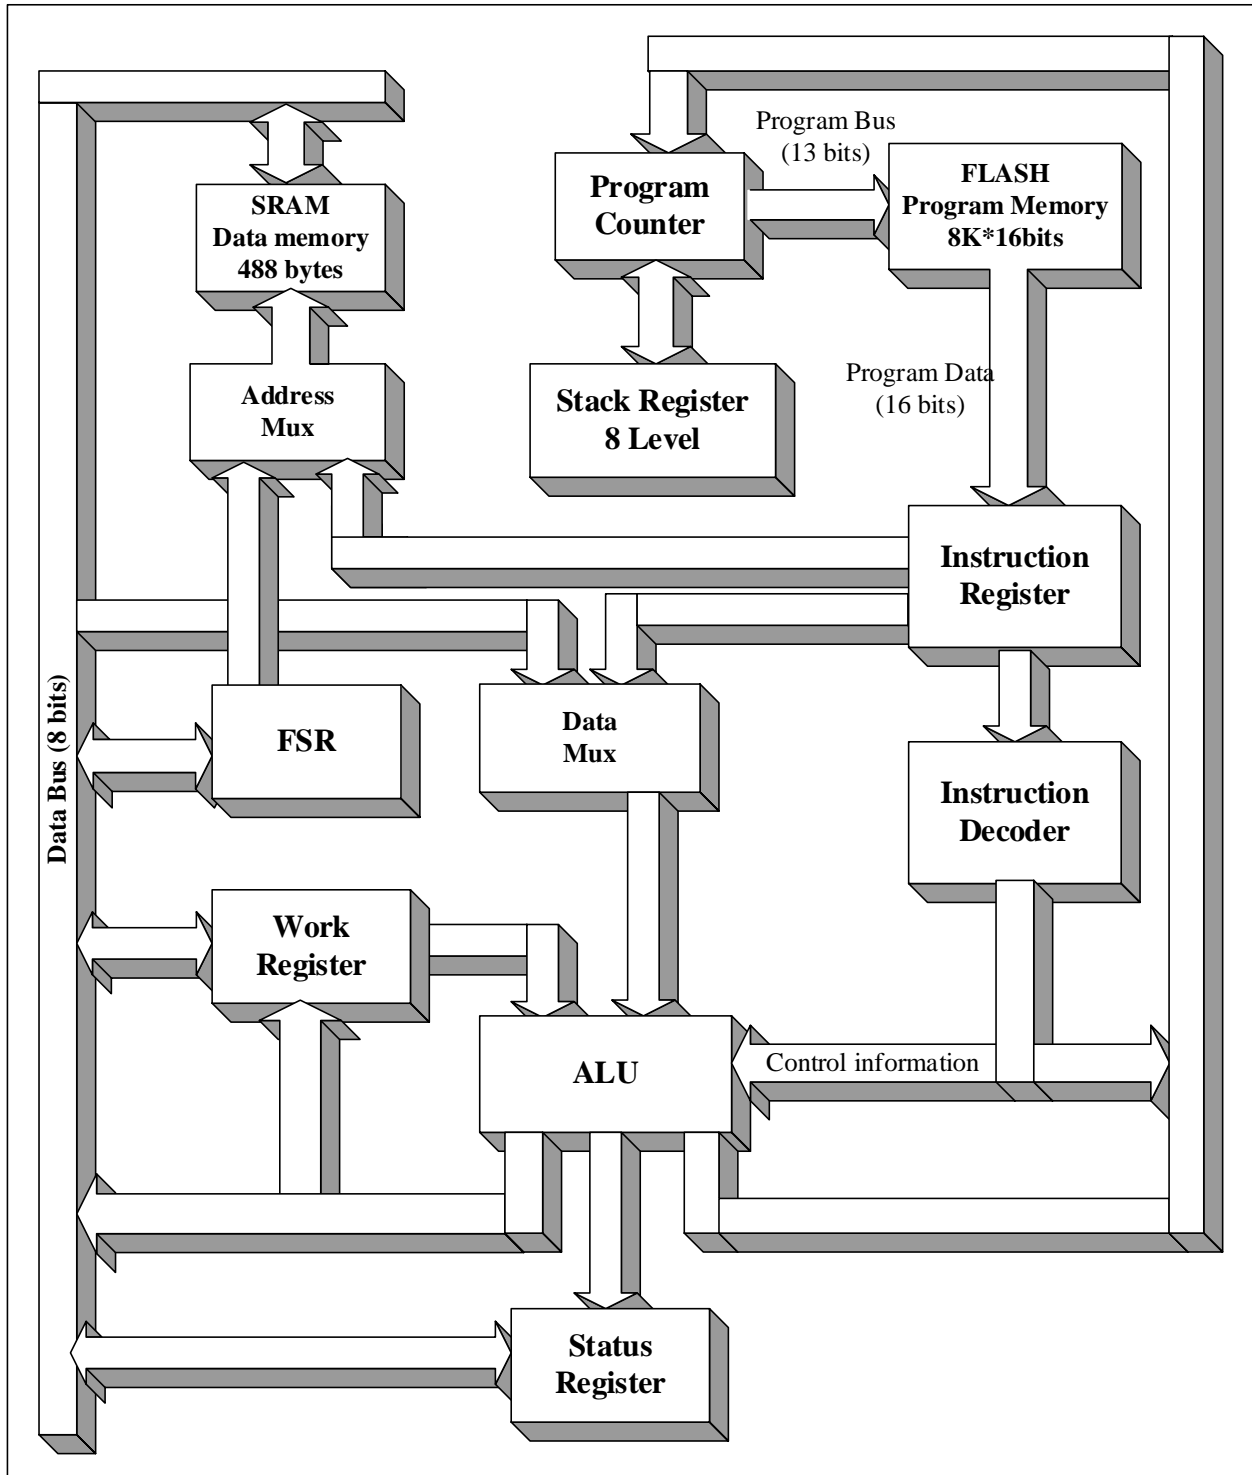 Program Bus
(13 bits)
SRAM
Data memory
488 bytes
Program
Counter
FLASH
Program Memory
8K*16bits
Address
Mux
Stack Register
8 Level
Program Data
(16 bits)
Instruction
Register
Data Bus (8 bits)
FSR
Data
Mux
Instruction
Decoder
Work
Register
ALU
Control information
Status
Register